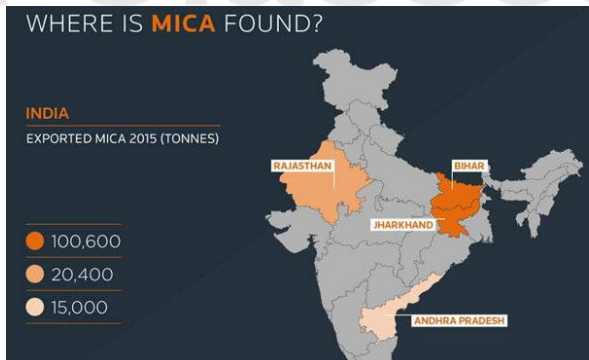 WHERE IS MICA FOUND?
INDIA
EXPORTED MICA 2015 (TONNES)
RAJASTHAN
BIHAR
JHARKHAND
100,600
20,400
15,000
ANDHRA PRADESH